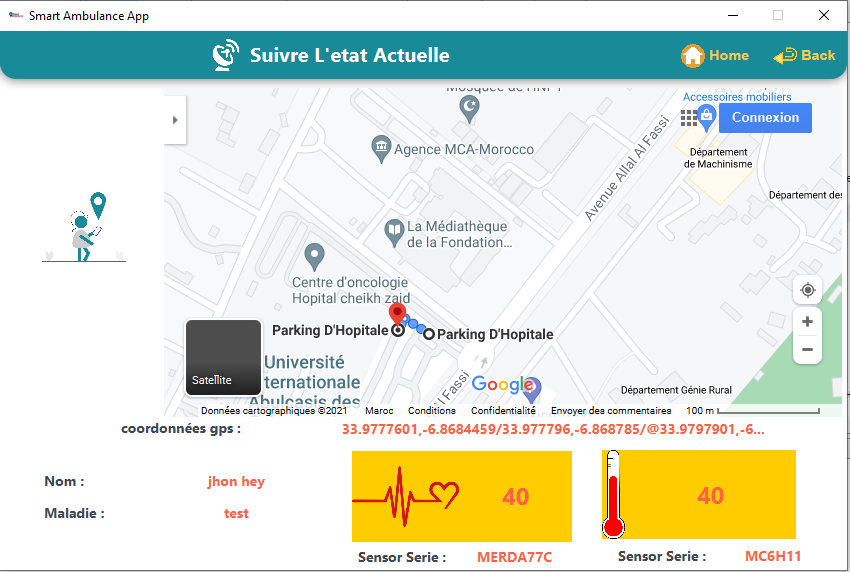 Smart Ambulance App
Suivre L'etat Actuelle
Home
Back
Accessoires mobiliers
Connexion
Agence MCA-Morocco
Département
de Machinisme
Avenue Allal Al Fassi
Département des
La Médiathèque
de la Fondation...
Centre d'oncologie
Hopital cheikh zaid
Parking D'Hopitale
Parking D'Hopitale
Satellite
Université
nternationale
Abulcasis des
Fassi
Google
Département Génie Rural
Données cartographiques ©2021 Maroc Conditions Confidentialité Envoyer des commentaires 100 m
coordonnées gps : 33.9777601,-6.8684459/33.977796,-6.868785/@33.9797901,-6...
Nom : jhon hey
Maladie : test
40
40
Sensor Serie : MERDA77C
Sensor Serie : MC6H11